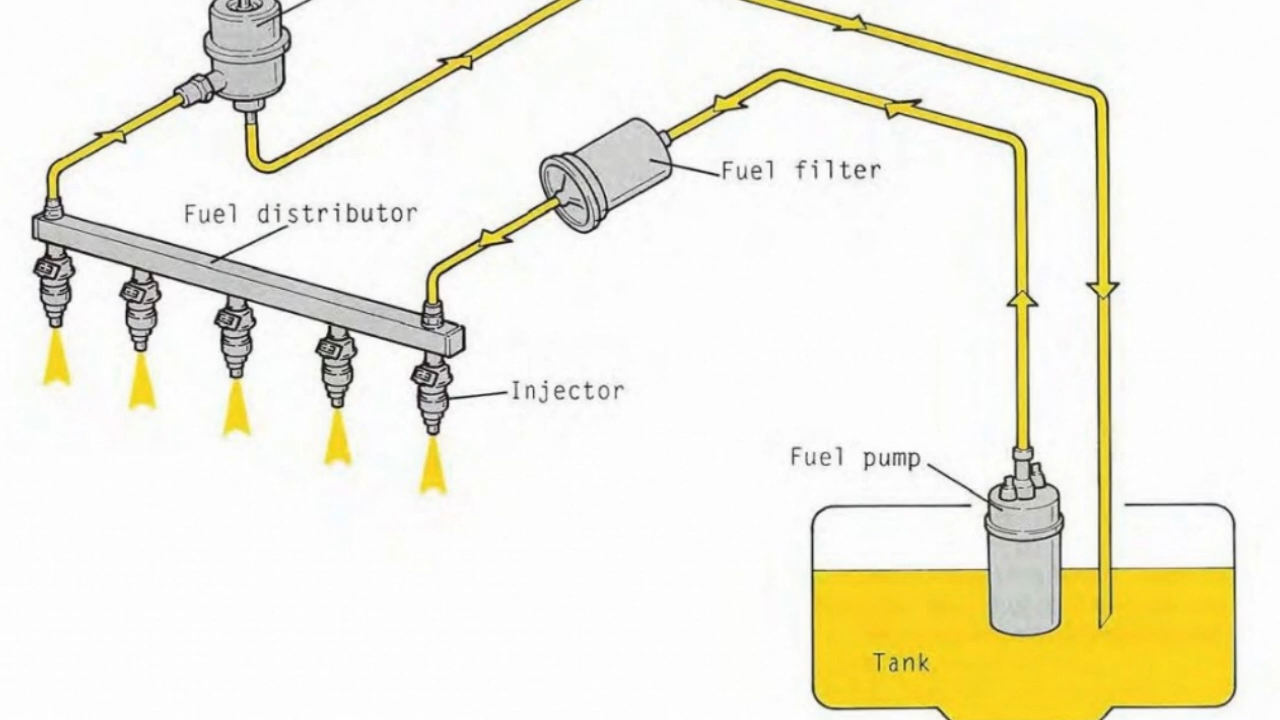 Fuel filter
Fuel distributor
Injector
Fuel pump
Tank